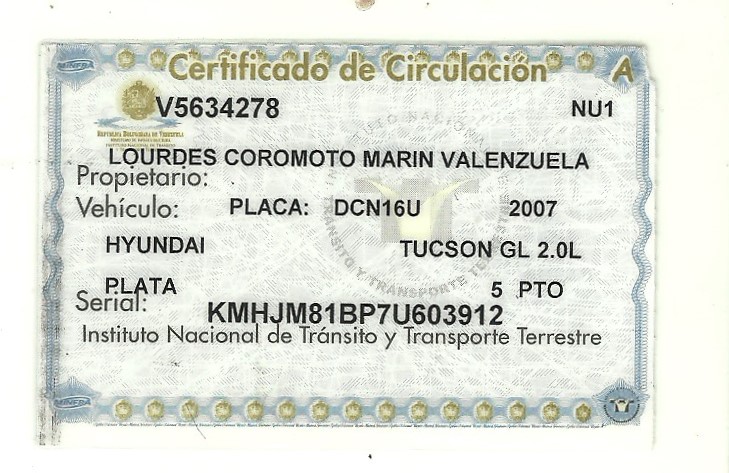 Certificado de Circulación A
MINFRA
V5634278 NU1
REPÚBLICA BOLIVARIANA DE VENEZUELA
LOURDES COROMOTO MARIN VALENZUELA
Propietario:
Vehículo: PLACA: DCN16U 2007
HYUNDAI TUCSON GL 2.0L
PLATA 5 PTO
Serial: KMHJM81BP7U603912
Instituto Nacional de Tránsito y Transporte Terrestre
MINFRA